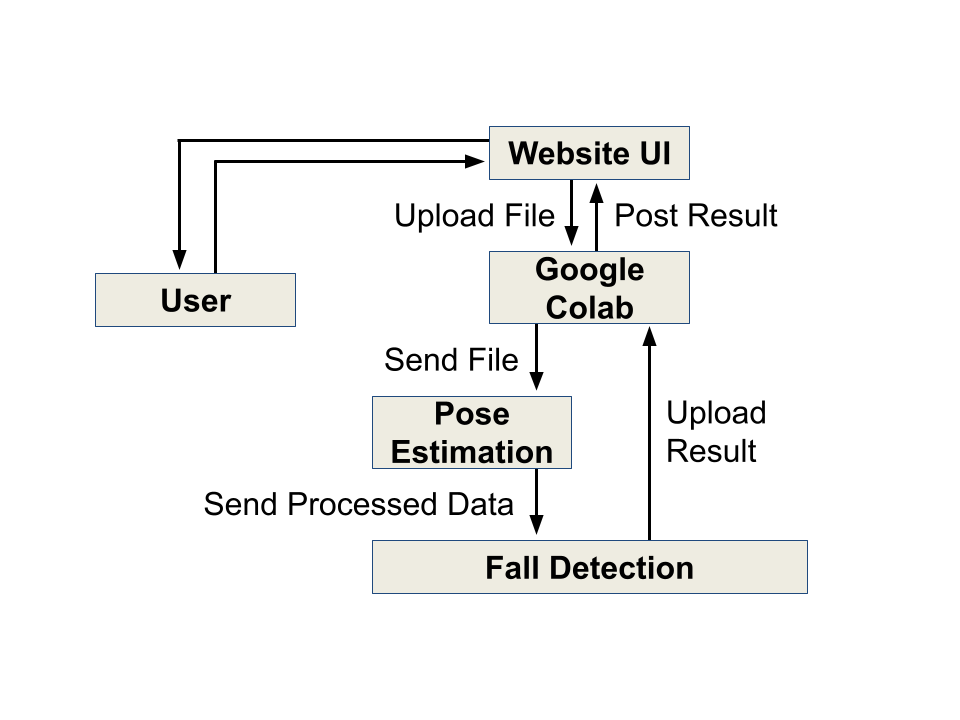 Website UI
Upload File
Post Result
Google
Colab
User
Send File
Pose
Estimation
Upload
Result
Send Processed Data
Fall Detection